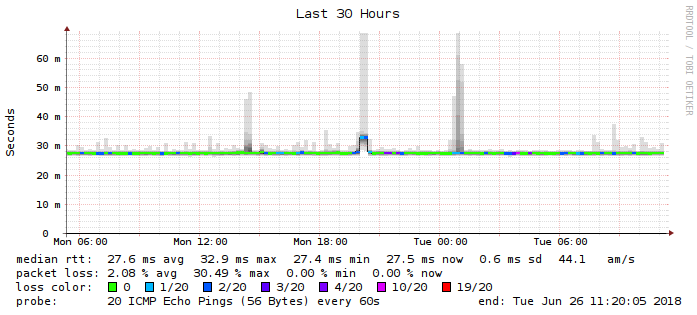 Last 30 Hours
RRDTOOL / TOBI OETIKER
Seconds
60 m
50 m
40 m
30 m
20 m
10 m
0
Mon 06:00 Mon 12:00 Mon 18:00 Tue 00:00 Tue 06:00
median rtt: 27.6 ms avg 32.9 ms max 27.4 ms min 27.5 ms now 0.6 ms sd 44.1 am/s
packet loss: 2.08 % avg 30.49 % max 0.00 % min 0.00 % now
loss color: 0 1/20 2/20 3/20 4/20 10/20 19/20
probe: 20 ICMP Echo Pings (56 Bytes) every 60s end: Tue Jun 26 11:20:05 2018